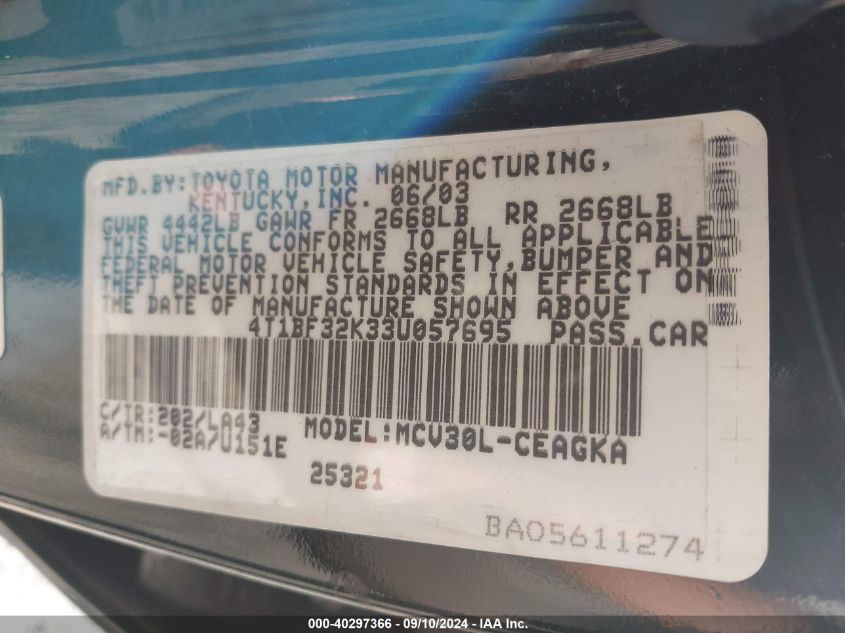 MFD.BY:TOYOTA MOTOR MANUFACTURING,
KENTUCKY,INC. 06/03
GVWR 4442LB GAWR FR 2668LB RR 2668LB
THIS VEHICLE CONFORMS TO ALL APPLICABLE
FEDERAL MOTOR VEHICLE SAFETY,BUMPER AND
THEFT PREVENTION STANDARDS IN EFFECT ON
THE DATE OF MANUFACTURE SHOWN ABOVE
4T1BF32K33U057695 PASS.CAR
C/TR:202/LA43
A/TM:-02A/U151E MODEL:MCV30L-CEAGKA
25321
BA05611274
000-40297366 - 09/10/2024 - IAAI.com